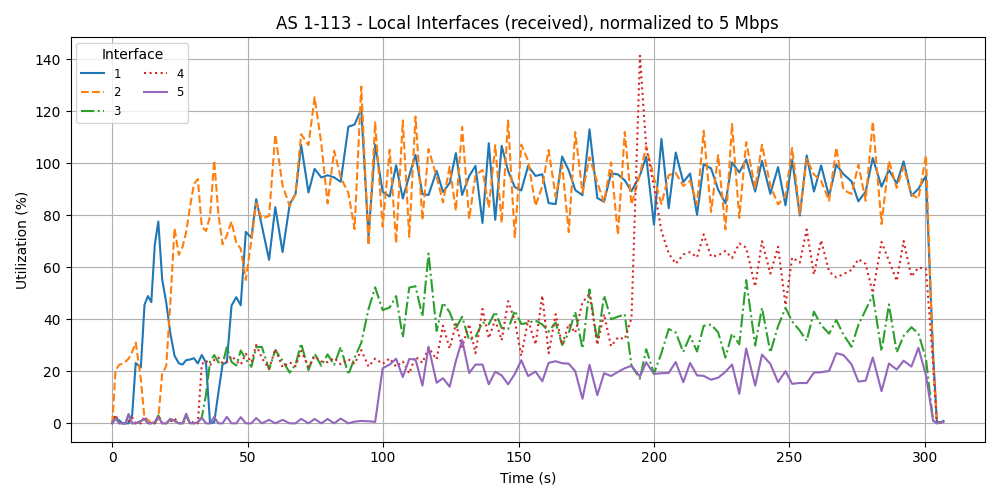 AS 1-113 - Local Interfaces (received), normalized to 5 Mbps
Interface
1 4
2 5
3
140
120
100
80
60
40
20
0
Utilization (%)
0 50 100 150 200 250 300
Time (s)